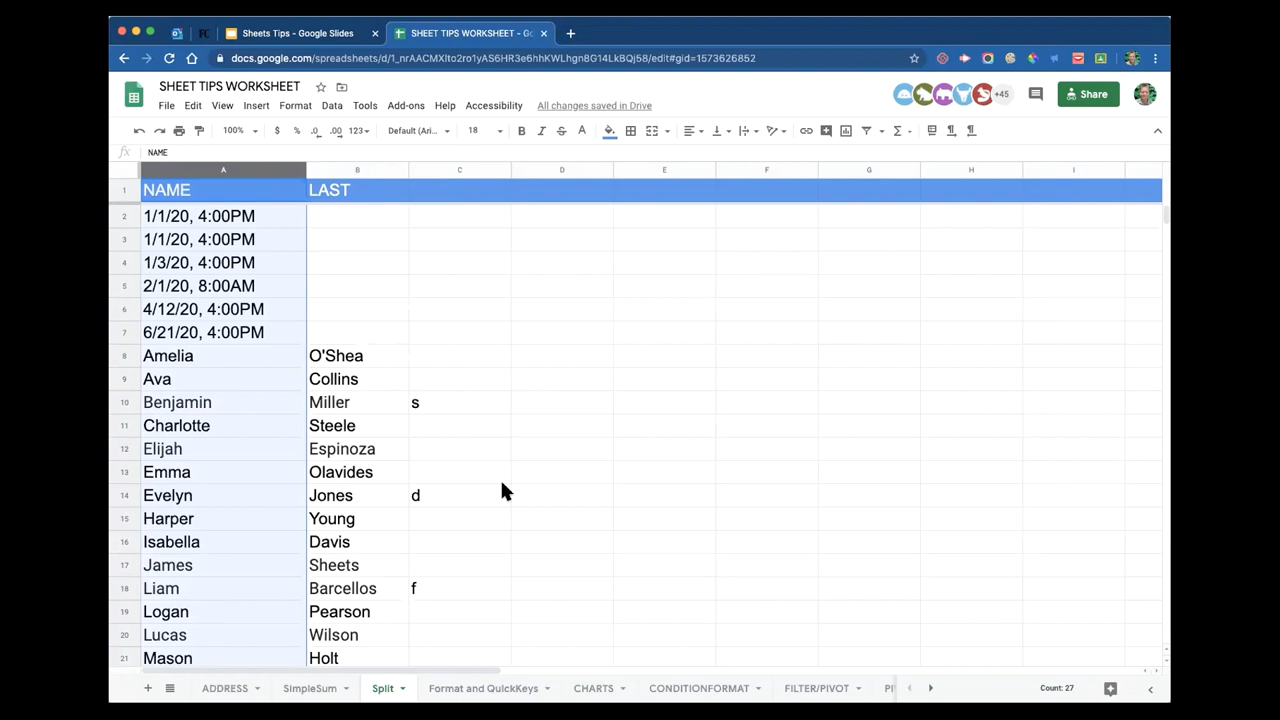 Sheets Tips - Google Slides
SHEET TIPS WORKSHEET - Go
docs.google.com/spreadsheets/d/1_nrAACMXIto2ro1yAS6HR3e6hhKWLhgn8G14LkBQj58/edit#gid=1573626852
SHEET TIPS WORKSHEET
File Edit View Insert Format Data Tools Add-ons Help Accessibility All changes saved in Drive
+45
Share
100% $ % .0 .00 123 Default (Ari... 18 B I S A
fx NAME
A B C D E F G H I
1 NAME LAST
2 1/1/20, 4:00PM
3 1/1/20, 4:00PM
4 1/3/20, 4:00PM
5 2/1/20, 8:00AM
6 4/12/20, 4:00PM
7 6/21/20, 4:00PM
8 Amelia O'Shea
9 Ava Collins
10 Benjamin Miller s
11 Charlotte Steele
12 Elijah Espinoza
13 Emma Olavides
14 Evelyn Jones d
15 Harper Young
16 Isabella Davis
17 James Sheets
18 Liam Barcellos f
19 Logan Pearson
20 Lucas Wilson
21 Mason Holt
ADDRESS SImpleSum Split Format and QuickKeys CHARTS CONDITIONFORMAT FILTER/PIVOT Count: 27